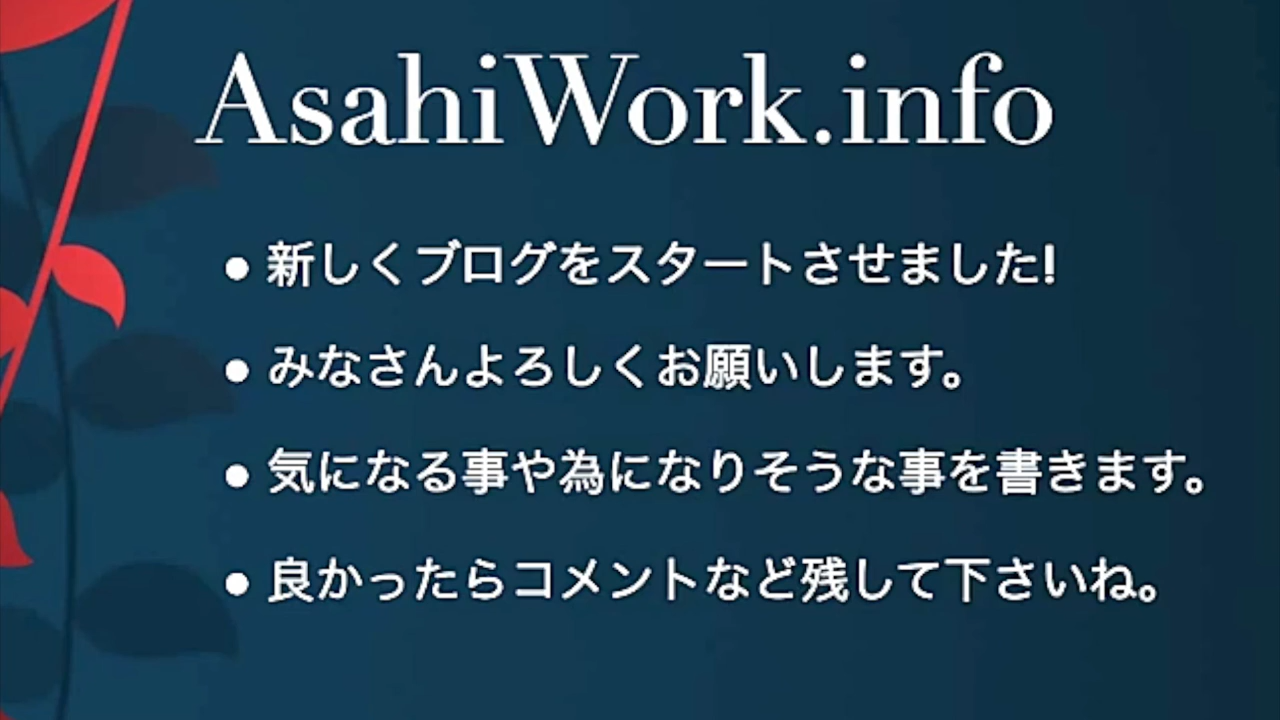 AsahiWork.info
• 新しくブログをスタートさせました!
• みなさんよろしくお願いします。
• 気になる事や為になりそうな事を書きます。
• 良かったらコメントなど残して下さいね。